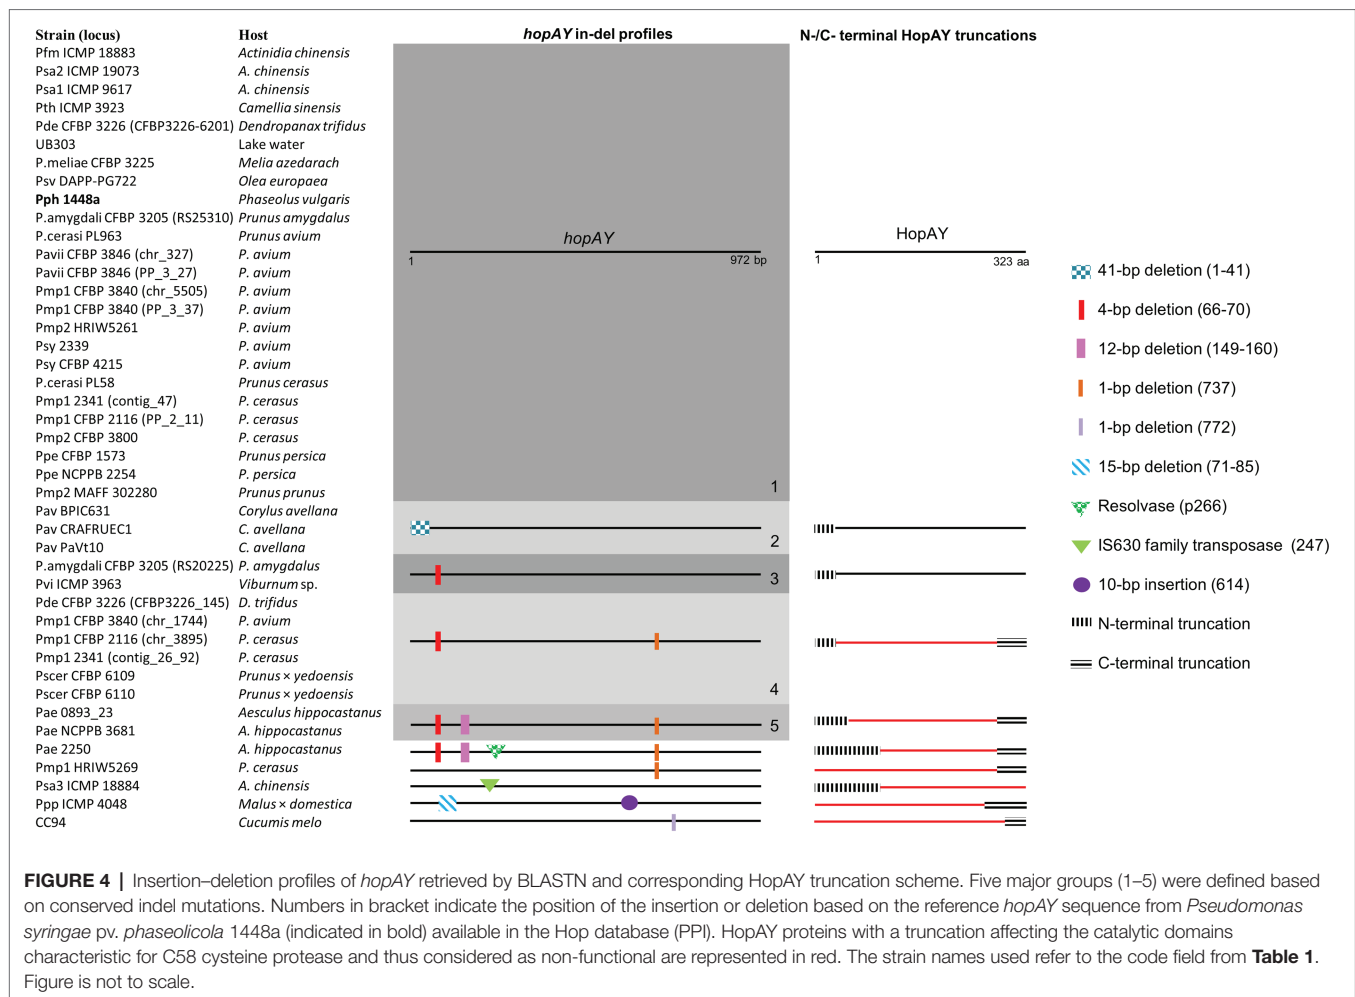 Strain (locus) Host hopAY in-del profiles N-/C- terminal HopAY truncations
Pfm ICMP 18883 Actinidia chinensis
Psa2 ICMP 19073 A. chinensis
Psa1 ICMP 9617 A. chinensis
Pth ICMP 3923 Camellia sinensis
Pde CFBP 3226 (CFBP3226-6201) Dendropanax trifidus
UB303 Lake water
P.meliae CFBP 3225 Melia azedarach
Psv DAPP-PG722 Olea europaea
Pph 1448a Phaseolus vulgaris
P.amygdali CFBP 3205 (RS25310) Prunus amygdalus
P.cerasi PL963 Prunus avium
hopAY HopAY
Pavii CFBP 3846 (chr_327) P. avium
1 972 bp 1 323 aa
Pavii CFBP 3846 (PP_3_27) P. avium
Pmp1 CFBP 3840 (chr_5505) P. avium
Pmp1 CFBP 3840 (PP_3_37) P. avium
Pmp2 HRIW5261 P. avium
Psy 2339 P. avium
Psy CFBP 4215 P. avium
P.cerasi PL58 Prunus cerasus
Pmp1 2341 (contig_47) P. cerasus
Pmp1 CFBP 2116 (PP_2_11) P. cerasus
Pmp2 CFBP 3800 P. cerasus
Ppe CFBP 1573 Prunus persica
Ppe NCPPB 2254 P. persica
Pmp2 MAFF 302280 Prunus prunus
1
Pav BPIC631 Corylus avellana
Pav CRAFRUEC1 C. avellana
Pav PaVt10 C. avellana
2
P.amygdali CFBP 3205 (RS20225) P. amygdalus
Pvi ICMP 3963 Viburnum sp.
3
Pde CFBP 3226 (CFBP3226_145) D. trifidus
Pmp1 CFBP 3840 (chr_1744) P. avium
Pmp1 CFBP 2116 (chr_3895) P. cerasus
Pmp1 2341 (contig_26_92) P. cerasus
Pscer CFBP 6109 Prunus × yedoensis
Pscer CFBP 6110 Prunus × yedoensis
4
Pae 0893_23 Aesculus hippocastanus
Pae NCPPB 3681 A. hippocastanus
5
Pae 2250 A. hippocastanus
Pmp1 HRIW5269 P. cerasus
Psa3 ICMP 18884 A. chinensis
Ppp ICMP 4048 Malus × domestica
CC94 Cucumis melo
41-bp deletion (1-41)
4-bp deletion (66-70)
12-bp deletion (149-160)
1-bp deletion (737)
1-bp deletion (772)
15-bp deletion (71-85)
Resolvase (p266)
IS630 family transposase (247)
10-bp insertion (614)
N-terminal truncation
C-terminal truncation
FIGURE 4 | Insertion–deletion profiles of hopAY retrieved by BLASTN and corresponding HopAY truncation scheme. Five major groups (1–5) were defined based
on conserved indel mutations. Numbers in bracket indicate the position of the insertion or deletion based on the reference hopAY sequence from Pseudomonas
syringae pv. phaseolicola 1448a (indicated in bold) available in the Hop database (PPI). HopAY proteins with a truncation affecting the catalytic domains
characteristic for C58 cysteine protease and thus considered as non-functional are represented in red. The strain names used refer to the code field from Table 1.
Figure is not to scale.